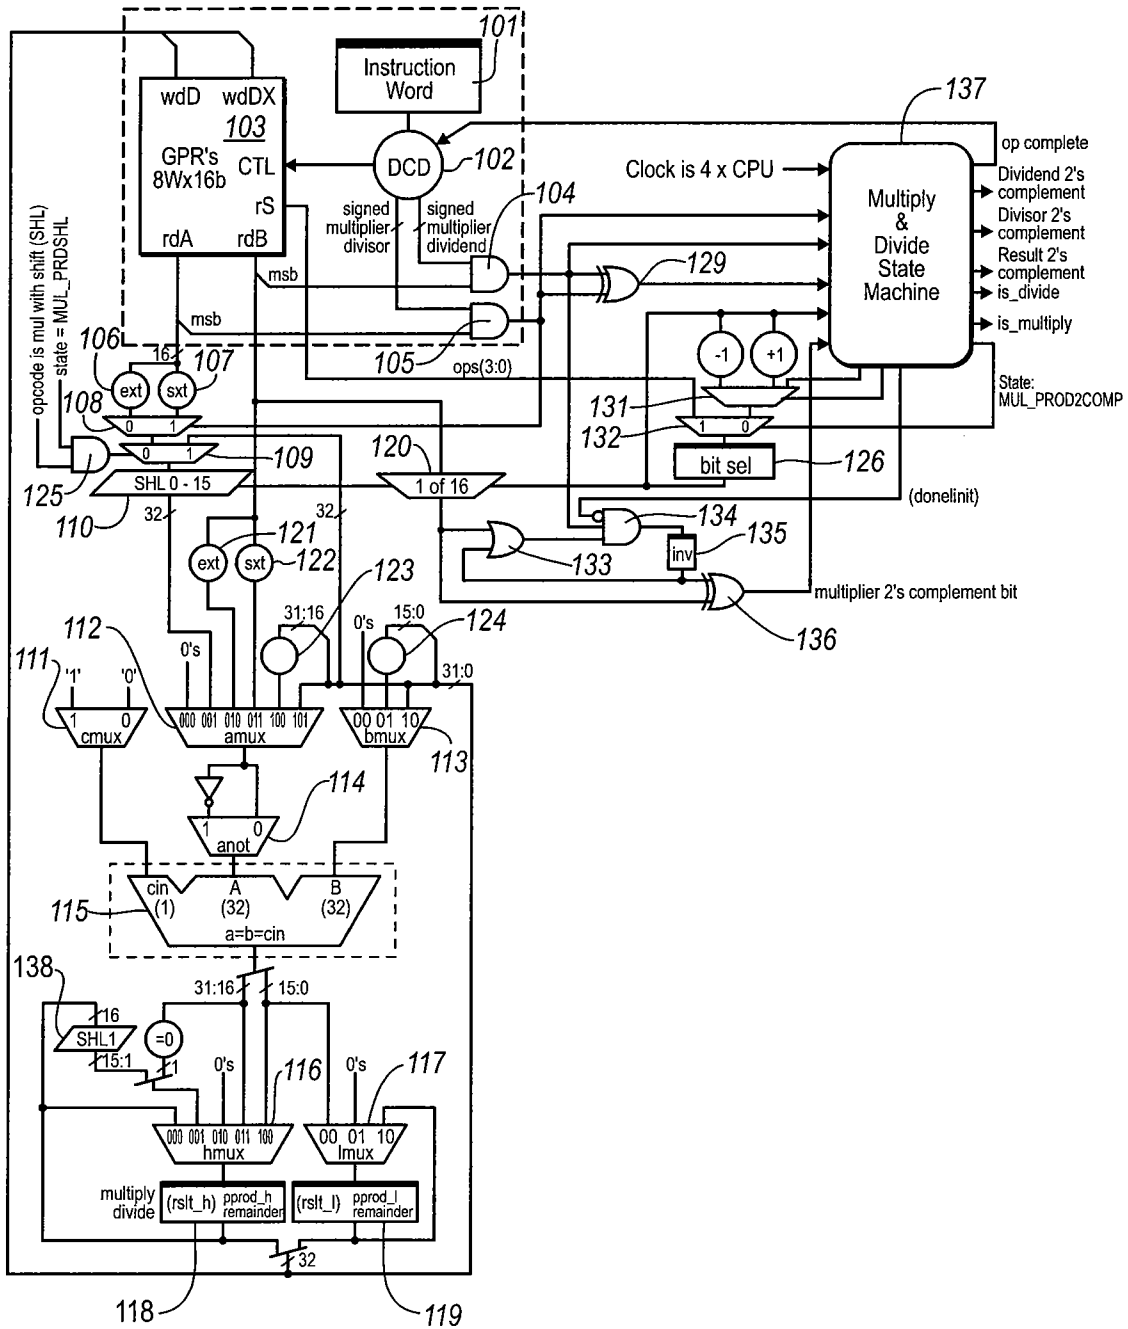 101
Instruction
Word
wdD wdDX
103
GPR's
8Wx16b
CTL
rS
rdA rdB
DCD
102
signed
multiplier
divisor
signed
multiplier
dividend
104
msb
msb
105
129
137
op complete
Clock is 4 x CPU
Multiply
&
Divide
State
Machine
Dividend 2's
complement
Divisor 2's
complement
Result 2's
complement
is_divide
is_multiply
opcode is mul with shift (SHL)
state = MUL_PRDSHL
106
16
107
ext
sxt
108
0 1
0 1
109
125
SHL 0 - 15
110
32
ops(3:0)
-1
+1
131
132
1 0
State:
MUL_PROD2COMP
120
1 of 16
bit sel
126
(donelinit)
134
133
inv
135
136
multiplier 2's complement bit
121
ext
sxt
122
32
123
31:16
124
15:0
0's
0's
31:0
111
'1' '0'
1 0
cmux
112
000 001 010 011 100 101
amux
00 01 10
bmux
113
114
1 0
anot
115
cin
(1)
A
(32)
B
(32)
a=b=cin
138
31:16
15:0
16
SHL1
15:1
=0
1
0's
116
0's
117
000 001 010 011 100
hmux
00 01 10
lmux
multiply
divide
(rslt_h)
pprod_h
remainder
(rslt_l)
pprod_l
remainder
32
118
119